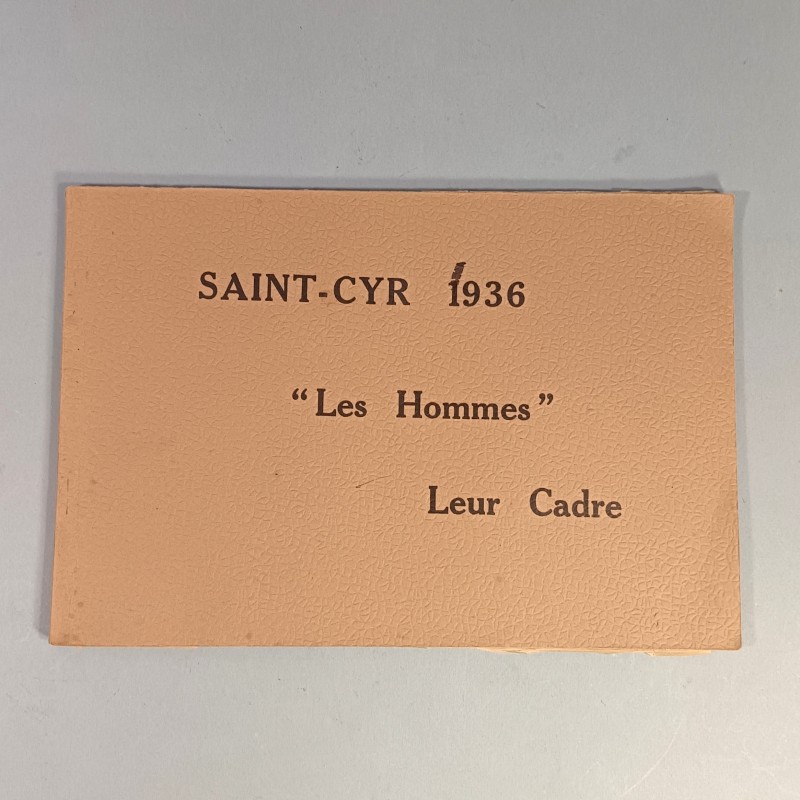 SAINT-CYR 1936
“Les Hommes”
Leur Cadre